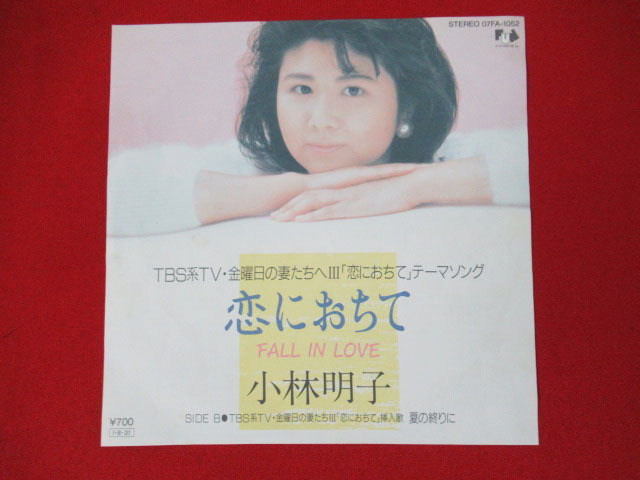 STEREO 07FA-1052
TBS系TV・金曜日の妻たちへIII「恋におちて」テーマソング
恋におちて
FALL IN LOVE
小林明子
¥700
SIDE B●TBS系TV・金曜日の妻たちIII「恋におちて」挿入歌 夏の終りに